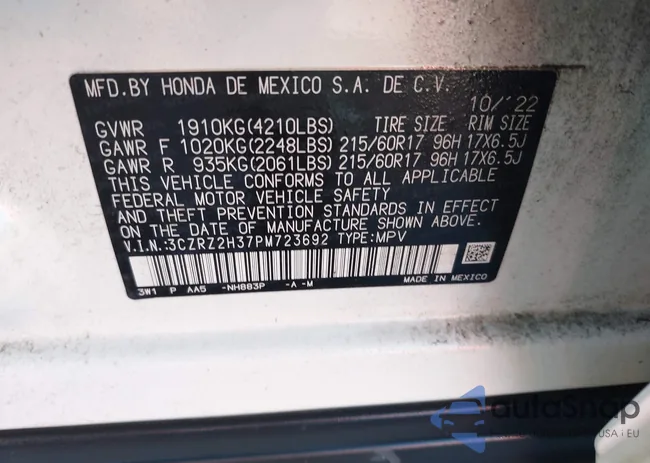 MFD.BY HONDA DE MEXICO S.A. DE C.V.
10/'22
GVWR 1910KG(4210LBS) TIRE SIZE RIM SIZE
GAWR F 1020KG(2248LBS) 215/60R17 96H 17X6.5J
GAWR R 935KG(2061LBS) 215/60R17 96H 17X6.5J
THIS VEHICLE CONFORMS TO ALL APPLICABLE
FEDERAL MOTOR VEHICLE SAFETY
AND THEFT PREVENTION STANDARDS IN EFFECT
ON THE DATE OF MANUFACTURE SHOWN ABOVE.
V.I.N.:3CZRZ2H37PM723692 TYPE:MPV
3W1 P AA5 -NH883P -A-M MADE IN MEXICO
autoSnap
USA i EU